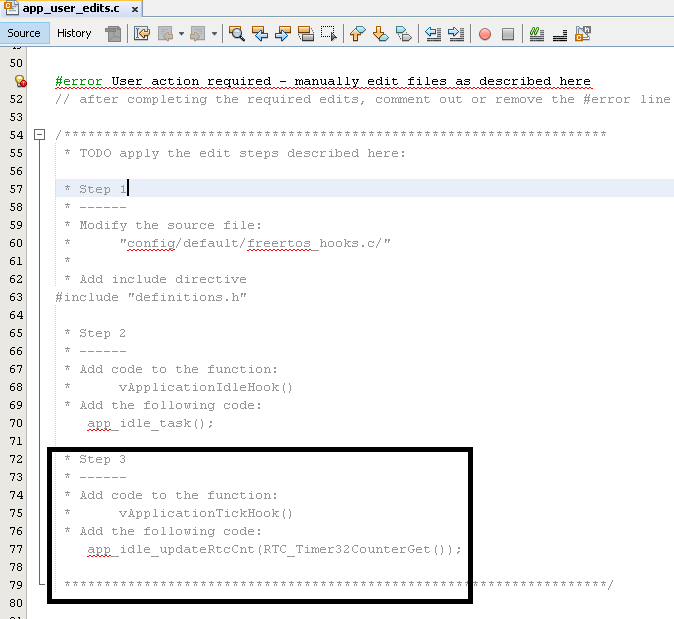 app_user_edits.c x
Source History
50
#error User action required - manually edit files as described here
52 // after completing the required edits, comment out or remove the #error line
53
54 /********************************************************************
55 * TODO apply the edit steps described here:
56
57 * Step 1
58 * ------
59 * Modify the source file:
60 * "config/default/freertos_hooks.c/"
61 *
62 * Add include directive
63 #include "definitions.h"
64
65 * Step 2
66 * ------
67 * Add code to the function:
68 * vApplicationIdleHook()
69 * Add the following code:
70 app_idle_task();
71
72 * Step 3
73 * ------
74 * Add code to the function:
75 * vApplicationTickHook()
76 * Add the following code:
77 app_idle_updateRtcCnt(RTC_Timer32CounterGet());
78
79 ********************************************************************/
80